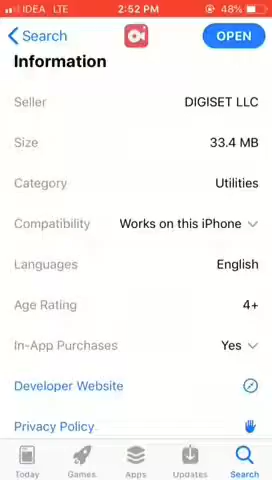 IDEA LTE 2:52 PM 48%
Search OPEN
Information
Seller DIGISET LLC
Size 33.4 MB
Category Utilities
Compatibility Works on this iPhone
Languages English
Age Rating 4+
In-App Purchases Yes
Developer Website
Privacy Policy
Today Games Apps Updates Search